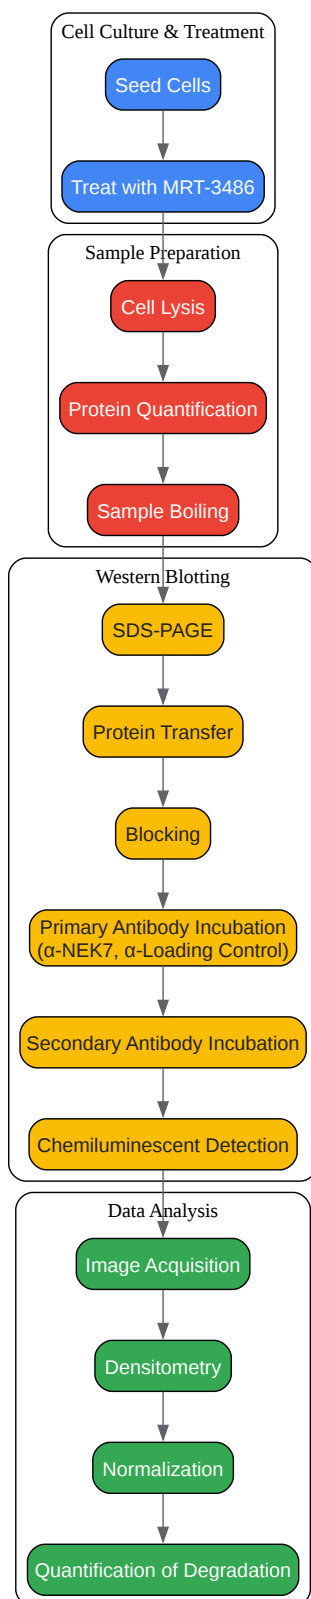 Cell Culture & Treatment
Seed Cells
Treat with MRT-3486
Sample Preparation
Cell Lysis
Protein Quantification
Sample Boiling
Western Blotting
SDS-PAGE
Protein Transfer
Blocking
Primary Antibody Incubation
(α-NEK7, α-Loading Control)
Secondary Antibody Incubation
Chemiluminescent Detection
Data Analysis
Image Acquisition
Densitometry
Normalization
Quantification of Degradation